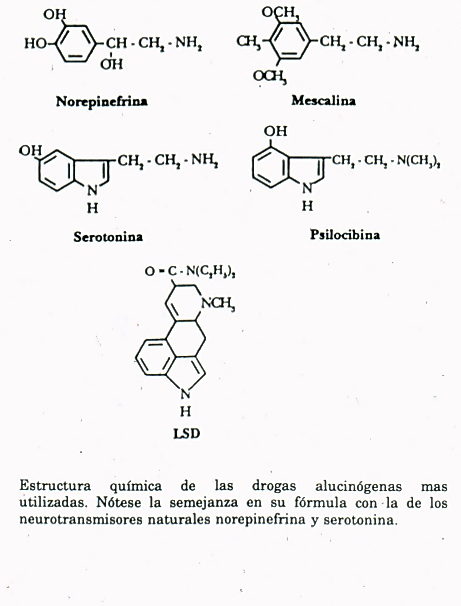 OH
HO
CH - CH₂ - NH₂
OH
Norepinefrina
OCH₃
CH₃
CH₂ - CH₂ - NH₂
OCH₃
Mescalina
OH
CH₂ - CH₂ - NH₂
N
H
Serotonina
OH
CH₂ - CH₂ - N(CH₃)₂
N
H
Psilocibina
O = C - N(C₂H₅)₂
NCH₃
N
H
LSD
Estructura química de las drogas alucinógenas mas
utilizadas. Nótese la semejanza en su fórmula con la de los
neurotransmisores naturales norepinefrina y serotonina.